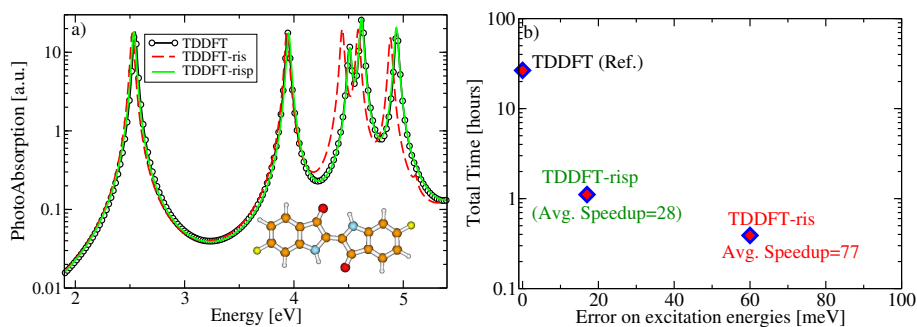 a)
TDDFT
TDDFT-ris
TDDFT-risp
PhotoAbsorption [a.u.]
10
1
0.1
0.01
2
3
4
5
Energy [eV]
b)
Total Time [hours]
100
10
1
0.1
TDDFT (Ref.)
TDDFT-risp
(Avg. Speedup=28)
TDDFT-ris
Avg. Speedup=77
0
20
40
60
80
Error on excitation energies [meV]